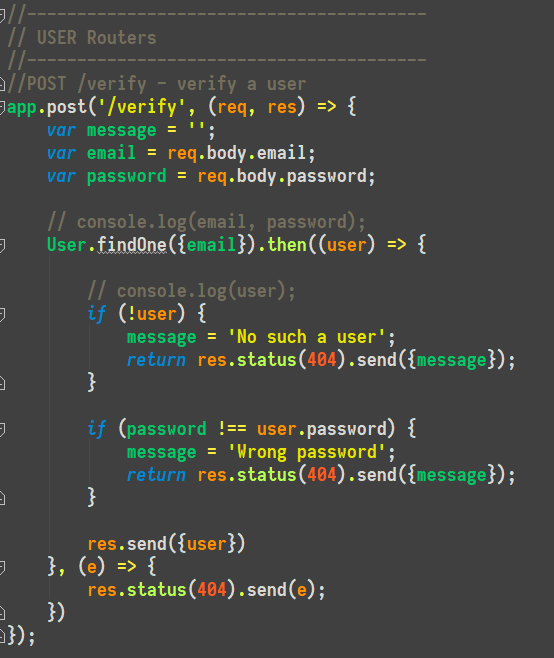 //----------------------------------------
// USER Routers
//----------------------------------------
//POST /verify - verify a user
app.post('/verify', (req, res) => {
    var message = '';
    var email = req.body.email;
    var password = req.body.password;

    // console.log(email, password);
    User.findOne({email}).then((user) => {

        // console.log(user);
        if (!user) {
            message = 'No such a user';
            return res.status(404).send({message});
        }

        if (password !== user.password) {
            message = 'Wrong password';
            return res.status(404).send({message});
        }

        res.send({user})
    }, (e) => {
        res.status(404).send(e);
    })
});